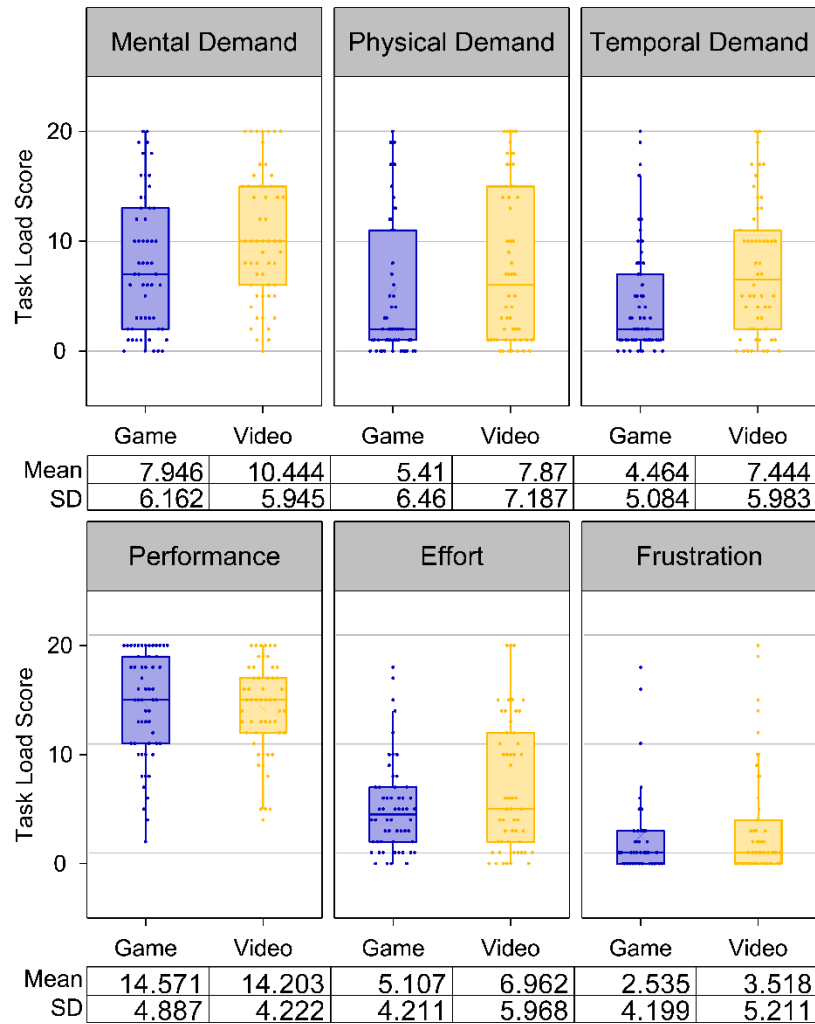 Mental Demand Physical Demand Temporal Demand
20
10
0
Task Load Score
Game Video Game Video Game Video
Mean 7.946 10.444 5.41 7.87 4.464 7.444
SD 6.162 5.945 6.46 7.187 5.084 5.983
Performance Effort Frustration
20
10
0
Task Load Score
Game Video Game Video Game Video
Mean 14.571 14.203 5.107 6.962 2.535 3.518
SD 4.887 4.222 4.211 5.968 4.199 5.211